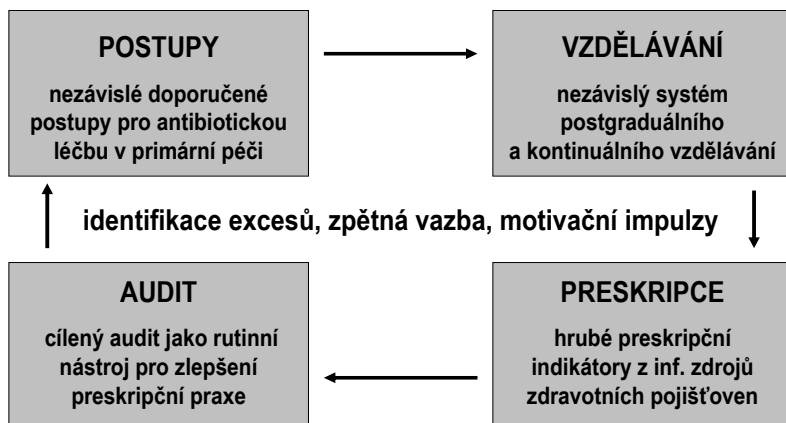 POSTUPY
nezávislé doporučené
postupy pro antibiotickou
léčbu v primární péči
VZDĚLÁVÁNÍ
nezávislý systém
postgraduálního
a kontinuálního vzdělávání
identifikace excesů, zpětná vazba, motivační impulzy
AUDIT
cílený audit jako rutinní
nástroj pro zlepšení
preskripční praxe
PRESKRIPCE
hrubé preskripční
indikátory z inf. zdrojů
zdravotních pojišťoven